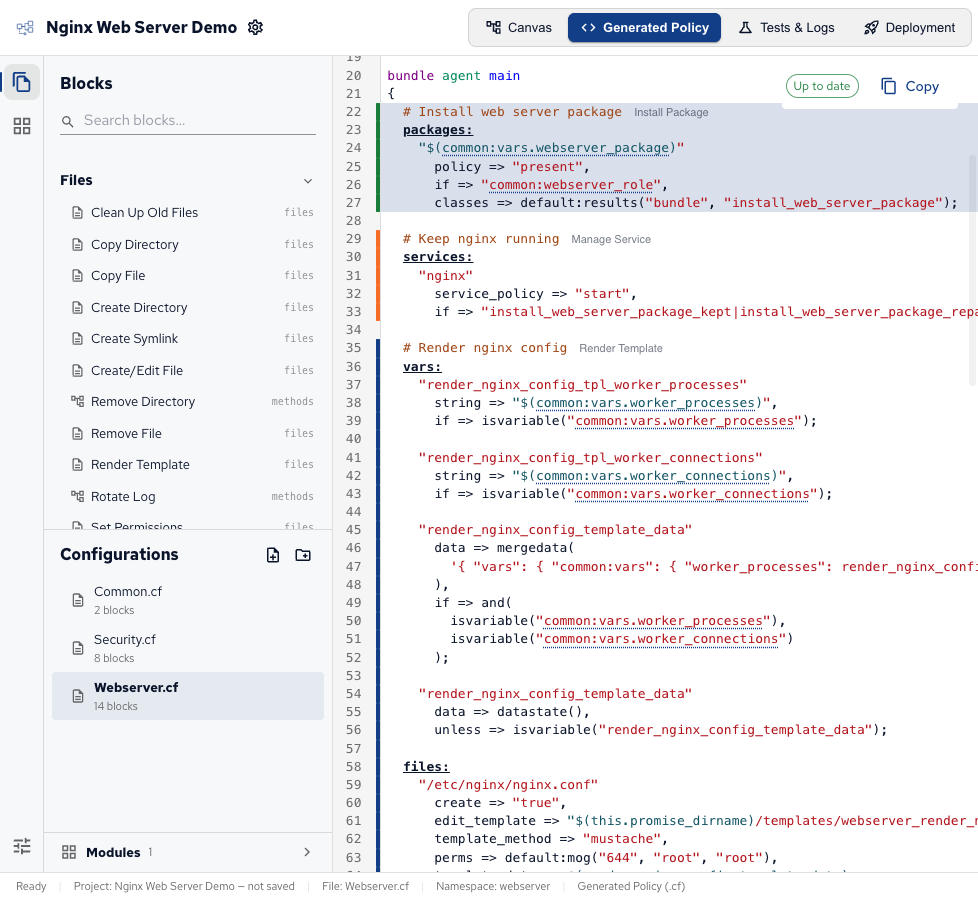 Nginx Web Server Demo
Canvas
<> Generated Policy
Tests & Logs
Deployment
Blocks
Search blocks...
Files
Clean Up Old Files files
Copy Directory files
Copy File files
Create Directory files
Create Symlink files
Create/Edit File files
Remove Directory methods
Remove File files
Render Template files
Rotate Log methods
Set Permissions files
Configurations
Common.cf
2 blocks
Security.cf
8 blocks
Webserver.cf
14 blocks
Modules 1
Up to date
Copy
19
20 bundle agent main
21 {
22 # Install web server package Install Package
23 packages:
24 "$(common:vars.webserver_package)"
25 policy => "present",
26 if => "common:webserver_role",
27 classes => default:results("bundle", "install_web_server_package");
28
29 # Keep nginx running Manage Service
30 services:
31 "nginx"
32 service_policy => "start",
33 if => "install_web_server_package_kept|install_web_server_package_repa
34
35 # Render nginx config Render Template
36 vars:
37 "render_nginx_config_tpl_worker_processes"
38 string => "$(common:vars.worker_processes)",
39 if => isvariable("common:vars.worker_processes");
40
41 "render_nginx_config_tpl_worker_connections"
42 string => "$(common:vars.worker_connections)",
43 if => isvariable("common:vars.worker_connections");
44
45 "render_nginx_config_template_data"
46 data => mergedata(
47 '{ "vars": { "common:vars": { "worker_processes": render_nginx_confi
48 ),
49 if => and(
50 isvariable("common:vars.worker_processes"),
51 isvariable("common:vars.worker_connections")
52 );
53
54 "render_nginx_config_template_data"
55 data => datastate(),
56 unless => isvariable("render_nginx_config_template_data");
57
58 files:
59 "/etc/nginx/nginx.conf"
60 create => "true",
61 edit_template => "$(this.promise_dirname)/templates/webserver_render_n
62 template_method => "mustache",
63 perms => default:mog("644", "root", "root"),
Ready
Project: Nginx Web Server Demo – not saved
File: Webserver.cf
Namespace: webserver
Generated Policy (.cf)